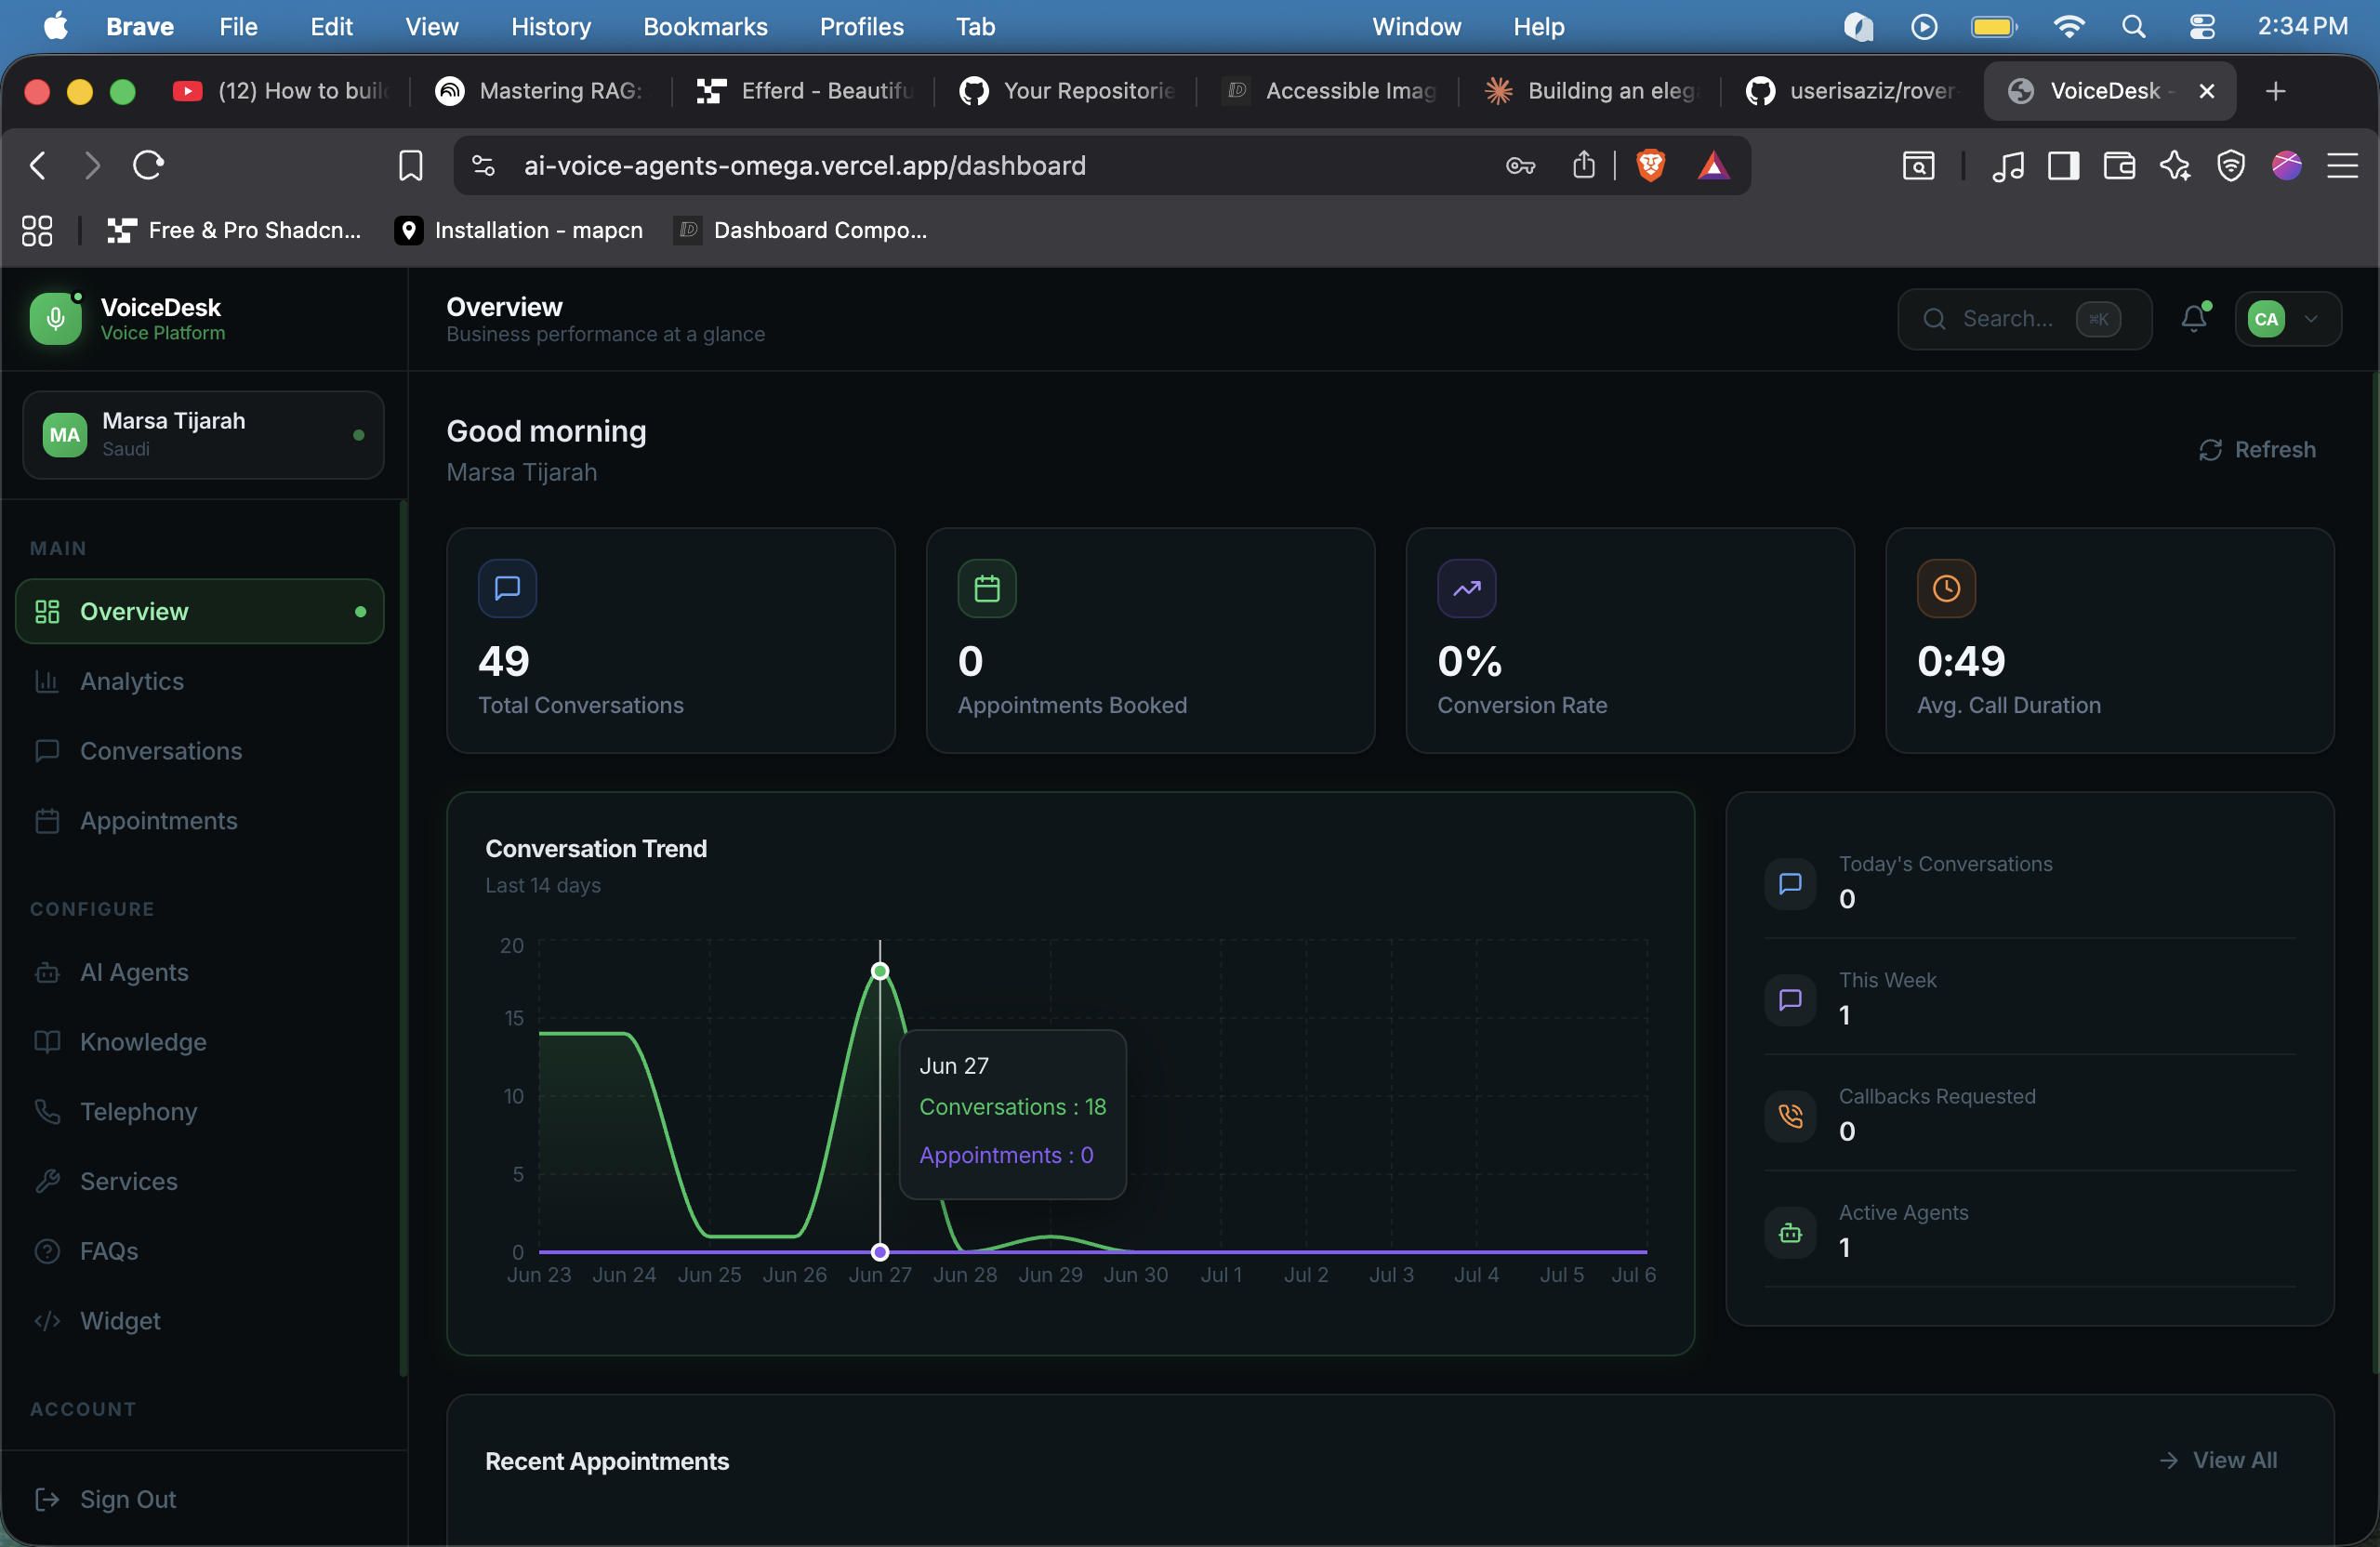 Brave File Edit View History Bookmarks Profiles Tab Window Help 2:34 PM
(12) How to buil
Mastering RAG:
Efferd - Beautifu
Your Repositorie
Accessible Imag
Building an eleg
userisaziz/rover-
VoiceDesk -
ai-voice-agents-omega.vercel.app/dashboard
Free & Pro Shadcn...
Installation - mapcn
Dashboard Compo...
VoiceDesk
Voice Platform
MA
Marsa Tijarah
Saudi
MAIN
Overview
Analytics
Conversations
Appointments
CONFIGURE
AI Agents
Knowledge
Telephony
Services
FAQs
Widget
ACCOUNT
Sign Out
Overview
Business performance at a glance
Search... ⌘K
CA
Good morning
Marsa Tijarah
Refresh
49
Total Conversations
0
Appointments Booked
0%
Conversion Rate
0:49
Avg. Call Duration
Conversation Trend
Last 14 days
20
15
10
5
0
Jun 23 Jun 24 Jun 25 Jun 26 Jun 27 Jun 28 Jun 29 Jun 30 Jul 1 Jul 2 Jul 3 Jul 4 Jul 5 Jul 6
Jun 27
Conversations : 18
Appointments : 0
Today's Conversations
0
This Week
1
Callbacks Requested
0
Active Agents
1
Recent Appointments
View All